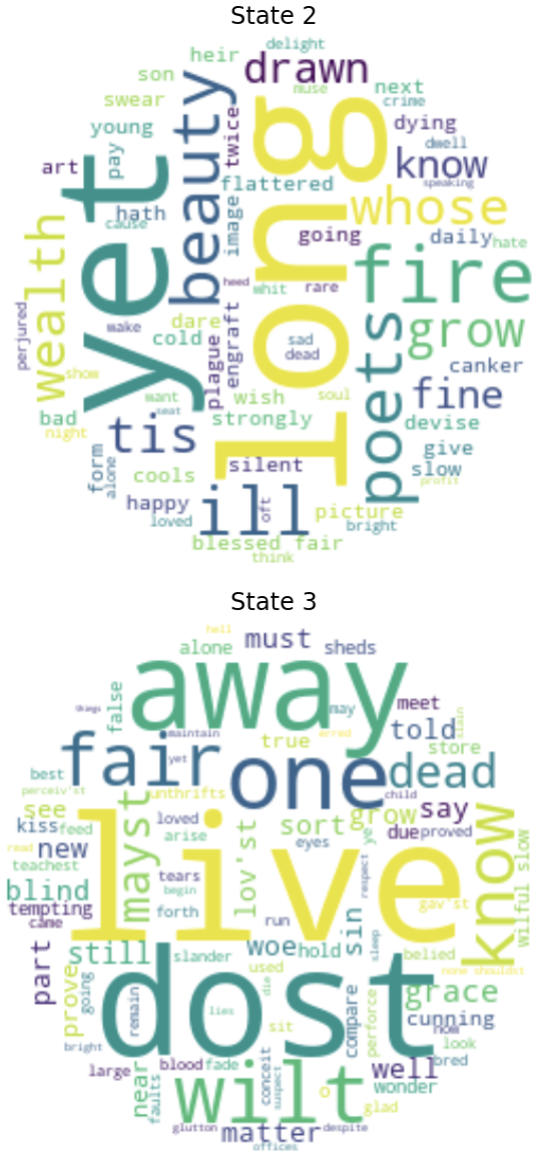 State 2
delight
heir
drawn
son
muse
next
swear
crime
beauty
long
twice
dying
young
yet
dwell
art
pay
know
speaking
flattered
hath
whose
cause
image
going
daily
hate
wealth
fire
heed
whit
rare
perjured
wake
dare
engraft
plague
poets
grow
cold
sad
dead
canker
show
want
wish
soul
fine
seat
bad
strongly
devise
night
tis
form
alone
silent
give
slow
cools
profit
happy
ill
oft
picture
loved
bright
blessed fair
think
State 3
hell
must
alone
sheds
away
false
meet
things
may
maintain
told
fair
true
erred
stain
yet
one
store
best
dead
perceiv'st
unthrifts
child
see
mayst
live
loved
grow
say
know
kiss
feed
lov'st
sort
ye
due
proved
new
arise
eyes
read
wilful slow
teachest
tears
respect
blind
begin
gav'st
tempting
forth
run
sin
came
woe
hold
still
slander
sleep
belied
part
dost
used
none shouldst
prove
going
die
grace
remain
lies
compare
perforce
cunning
now
sit
bright
look
large
near
blood
fade
conceit
suspect
well
bred
wilt
o
wonder
faults
glad
glutton
matter
despite
offices